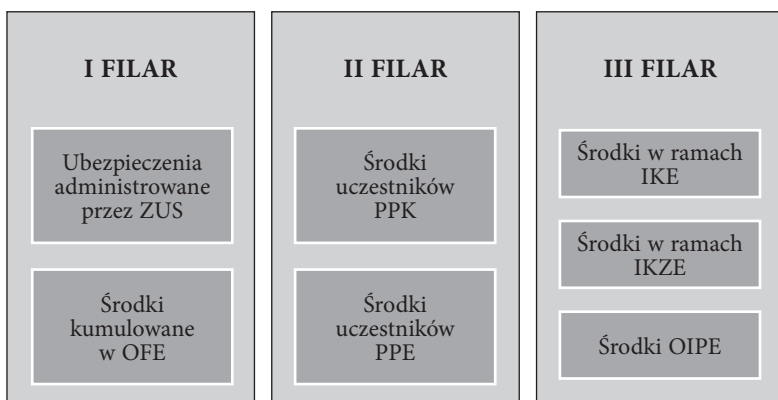 I FILAR
Ubezpieczenia
administrowane
przez ZUS
Środki
kumulowane
w OFE
II FILAR
Środki
uczestników
PPK
Środki
uczestników
PPE
III FILAR
Środki w ramach
IKE
Środki w ramach
IKZE
Środki OIPE